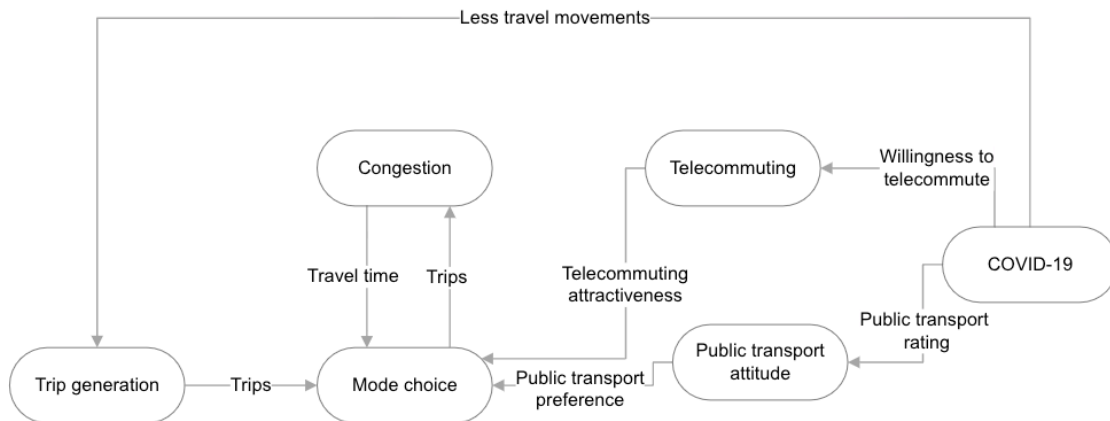 Less travel movements
Congestion
Telecommuting
Willingness to
telecommute
COVID-19
Travel time
Trips
Telecommuting
attractiveness
Public transport
rating
Trip generation
Trips
Mode choice
Public transport
preference
Public transport
attitude